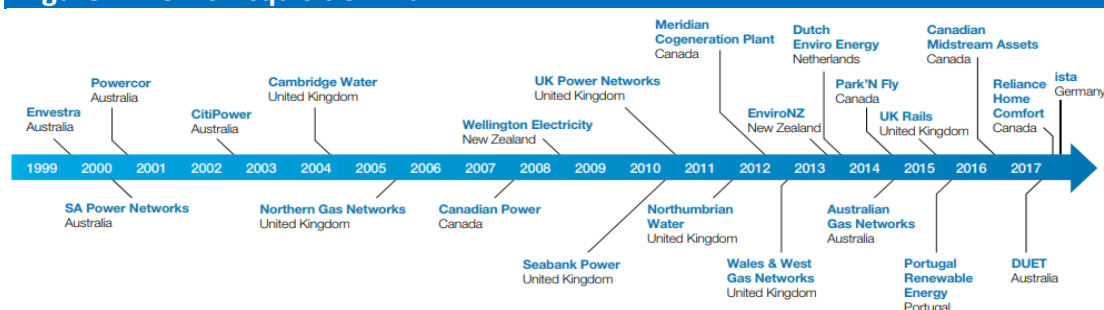 Meridian
Cogeneration Plant
Canada
Dutch
Enviro Energy
Netherlands
Canadian
Midstream Assets
Canada
Powercor
Australia
Cambridge Water
United Kingdom
UK Power Networks
United Kingdom
Park'N Fly
Canada
Reliance
Home
Comfort
Canada
ista
Germany
Envestra
Australia
CitiPower
Australia
Wellington Electricity
New Zealand
EnviroNZ
New Zealand
UK Rails
United Kingdom
1999 2000 2001 2002 2003 2004 2005 2006 2007 2008 2009 2010 2011 2012 2013 2014 2015 2016 2017
SA Power Networks
Australia
Northern Gas Networks
United Kingdom
Canadian Power
Canada
Northumbrian
Water
United Kingdom
Australian
Gas Networks
Australia
Seabank Power
United Kingdom
Wales & West
Gas Networks
United Kingdom
Portugal
Renewable
Energy
Portugal
DUET
Australia